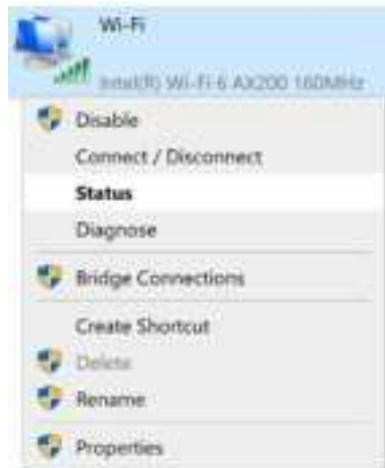 Wi-Fi
Intel(R) Wi-Fi 6 AX200 160MHz
Disable
Connect / Disconnect
Status
Diagnose
Bridge Connections
Create Shortcut
Delete
Rename
Properties